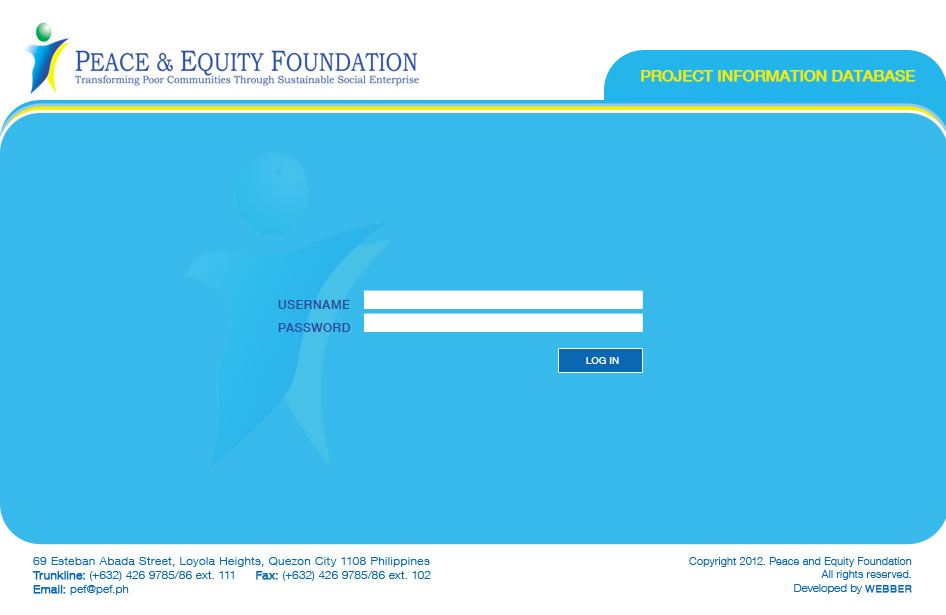 PEACE & EQUITY FOUNDATION
Transforming Poor Communities Through Sustainable Social Enterprise
PROJECT INFORMATION DATABASE
USERNAME
PASSWORD
LOG IN
69 Esteban Abada Street, Loyola Heights, Quezon City 1108 Philippines
Trunkline: (+632) 426 9785/86 ext. 111 Fax: (+632) 426 9785/86 ext. 102
Email: pef@pef.ph
Copyright 2012. Peace and Equity Foundation
All rights reserved.
Developed by WEBBER